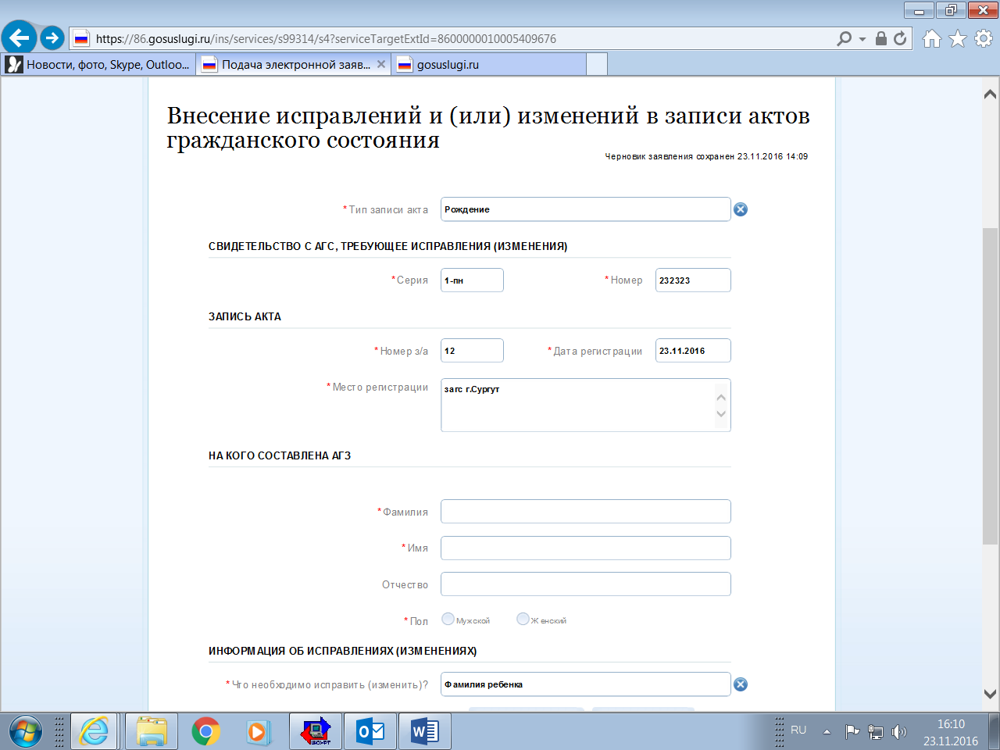 https://86.gosuslugi.ru/ins/services/s99314/s4?serviceTargetExtId=8600000010005409676
Новости, фото, Skype, Outloo...
Подача электронной заяв...
gosuslugi.ru
Внесение исправлений и (или) изменений в записи актов
гражданского состояния
Черновик заявления сохранен 23.11.2016 14:09
* Тип записи акта Рождение
СВИДЕТЕЛЬСТВО С АГС, ТРЕБУЮЩЕЕ ИСПРАВЛЕНИЯ (ИЗМЕНЕНИЯ)
* Серия 1-пн * Номер 232323
ЗАПИСЬ АКТА
* Номер з/а 12 * Дата регистрации 23.11.2016
* Место регистрации загс г.Сургут
НА КОГО СОСТАВЛЕНА АГЗ
* Фамилия
* Имя
Отчество
* Пол Мужской Женский
ИНФОРМАЦИЯ ОБ ИСПРАВЛЕНИЯХ (ИЗМЕНЕНИЯХ)
* Что необходимо исправить (изменить)? Фамилия ребенка
RU
16:10
23.11.2016